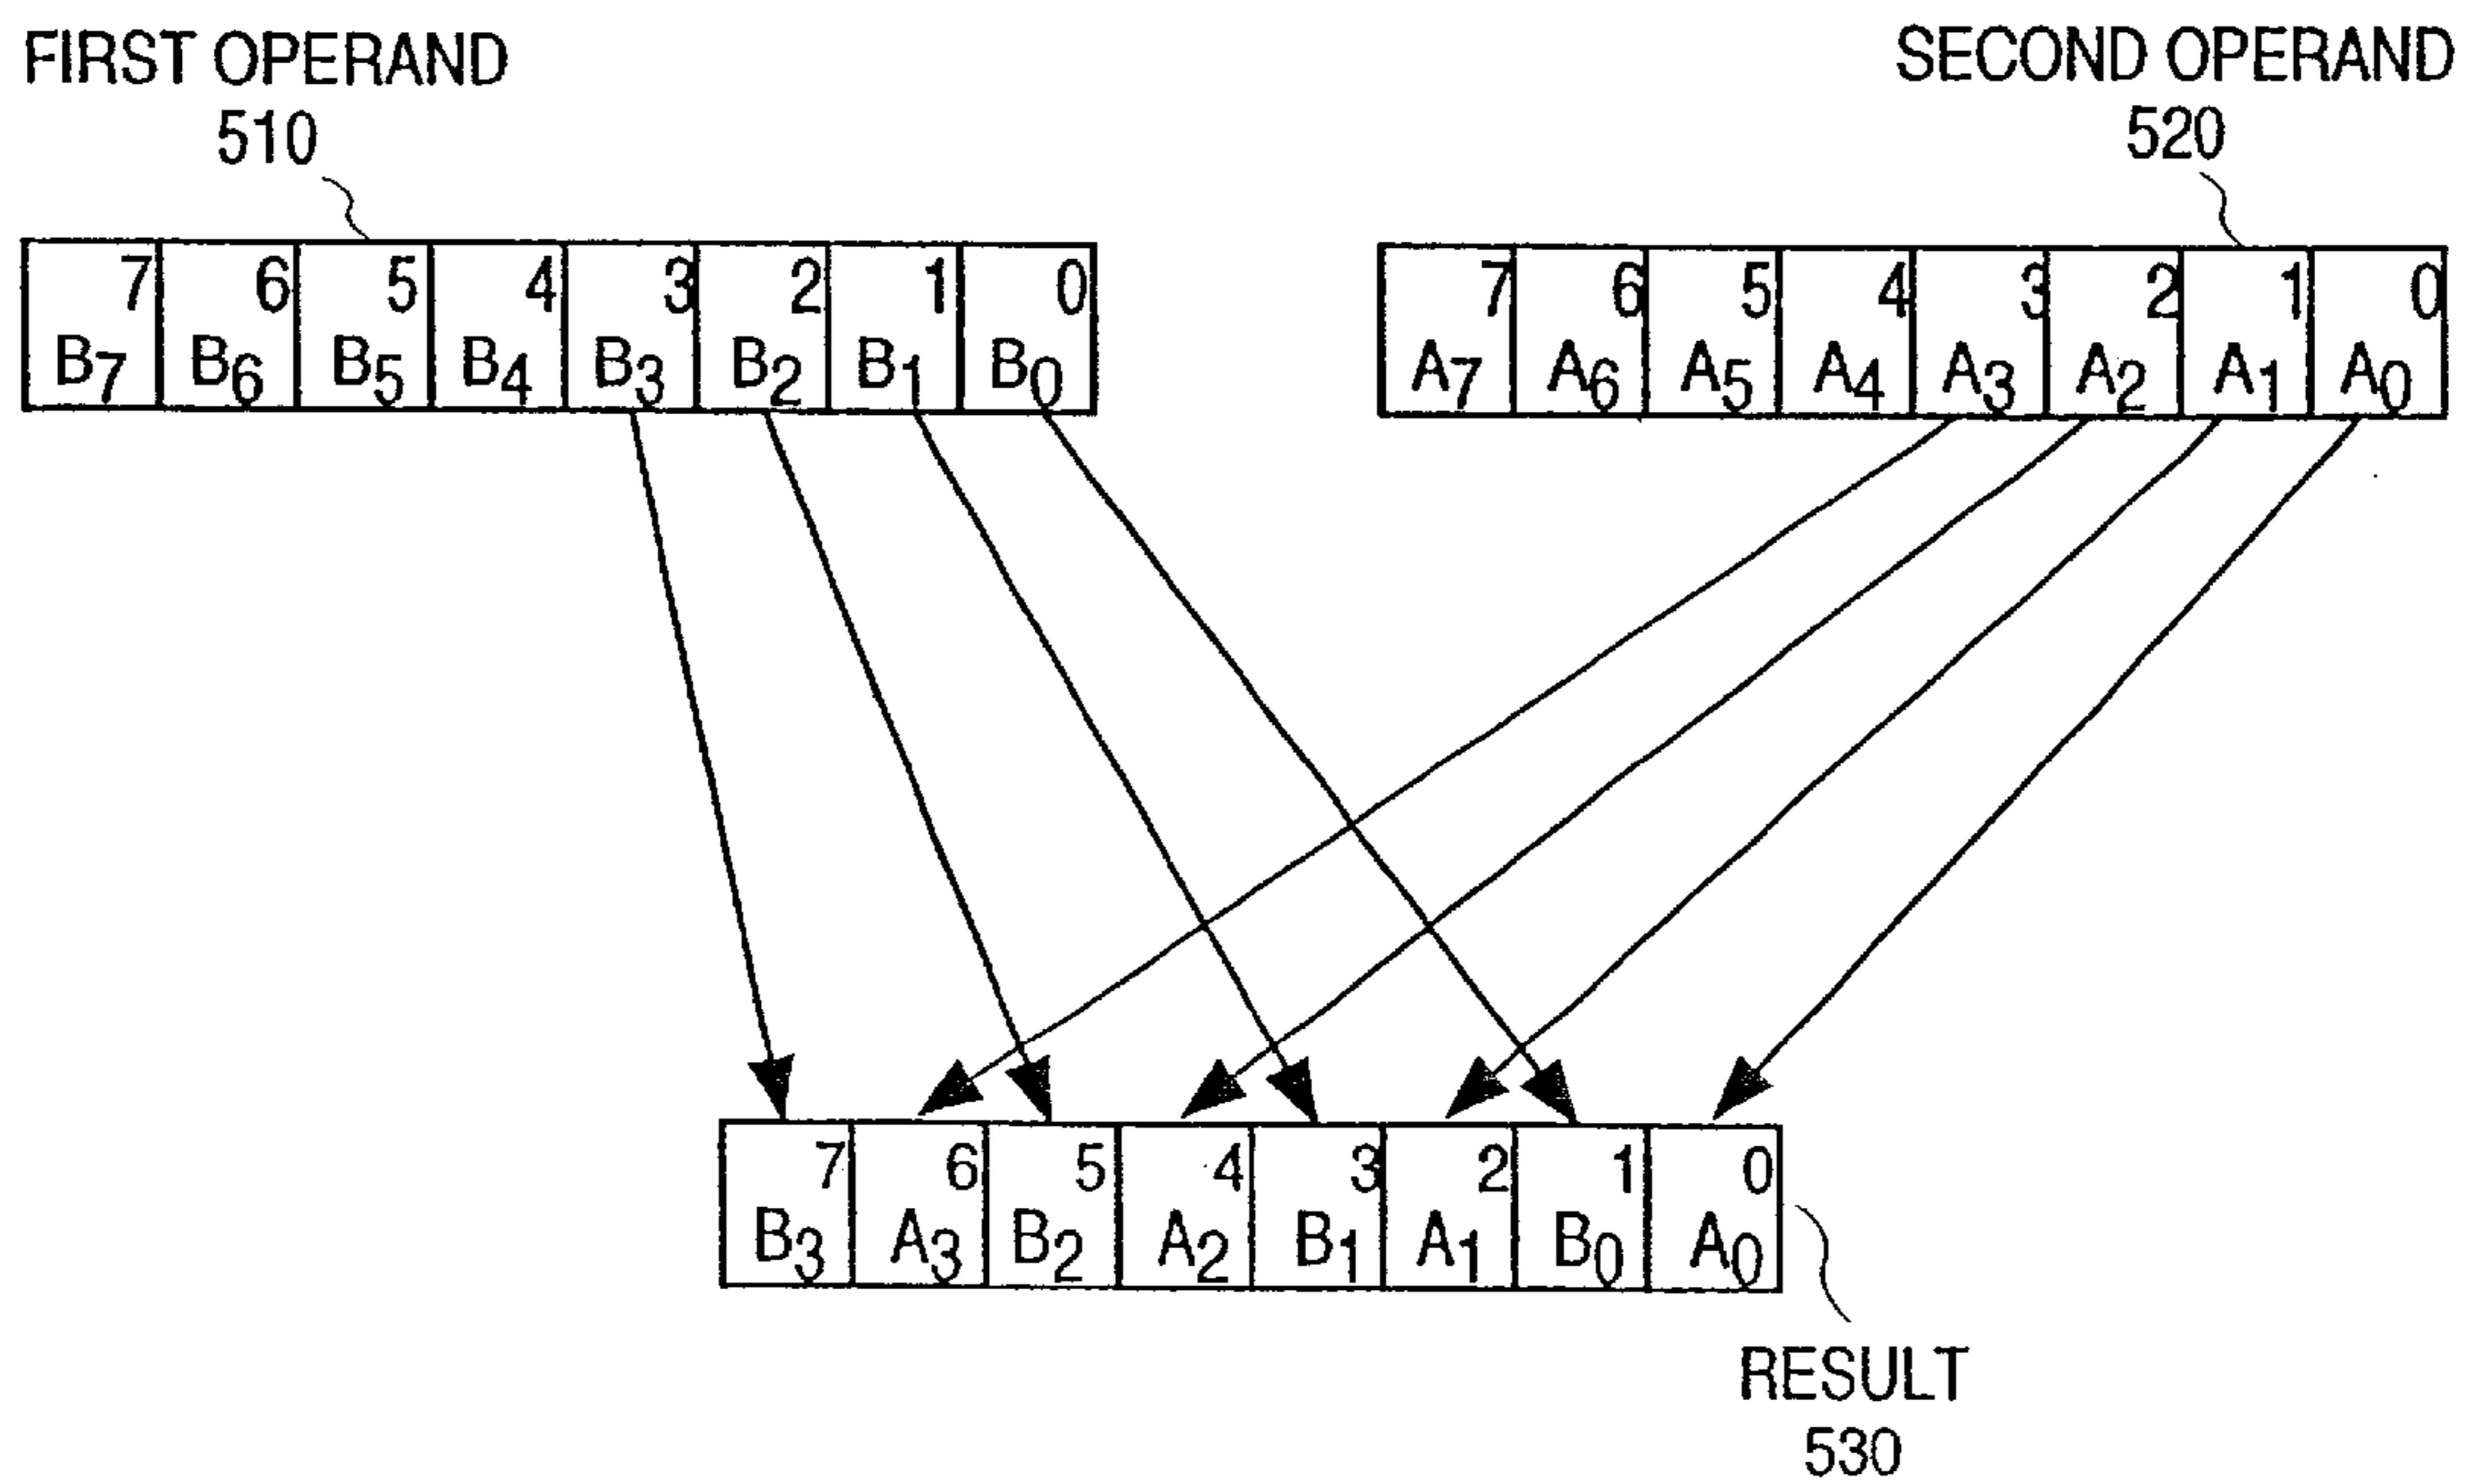 FIRST OPERAND
510
SECOND OPERAND
520
7 6 5 4 3 2 1 0
B7 B6 B5 B4 B3 B2 B1 B0
7 6 5 4 3 2 1 0
A7 A6 A5 A4 A3 A2 A1 A0
7 6 5 4 3 2 1 0
B3 A3 B2 A2 B1 A1 B0 A0
RESULT
530